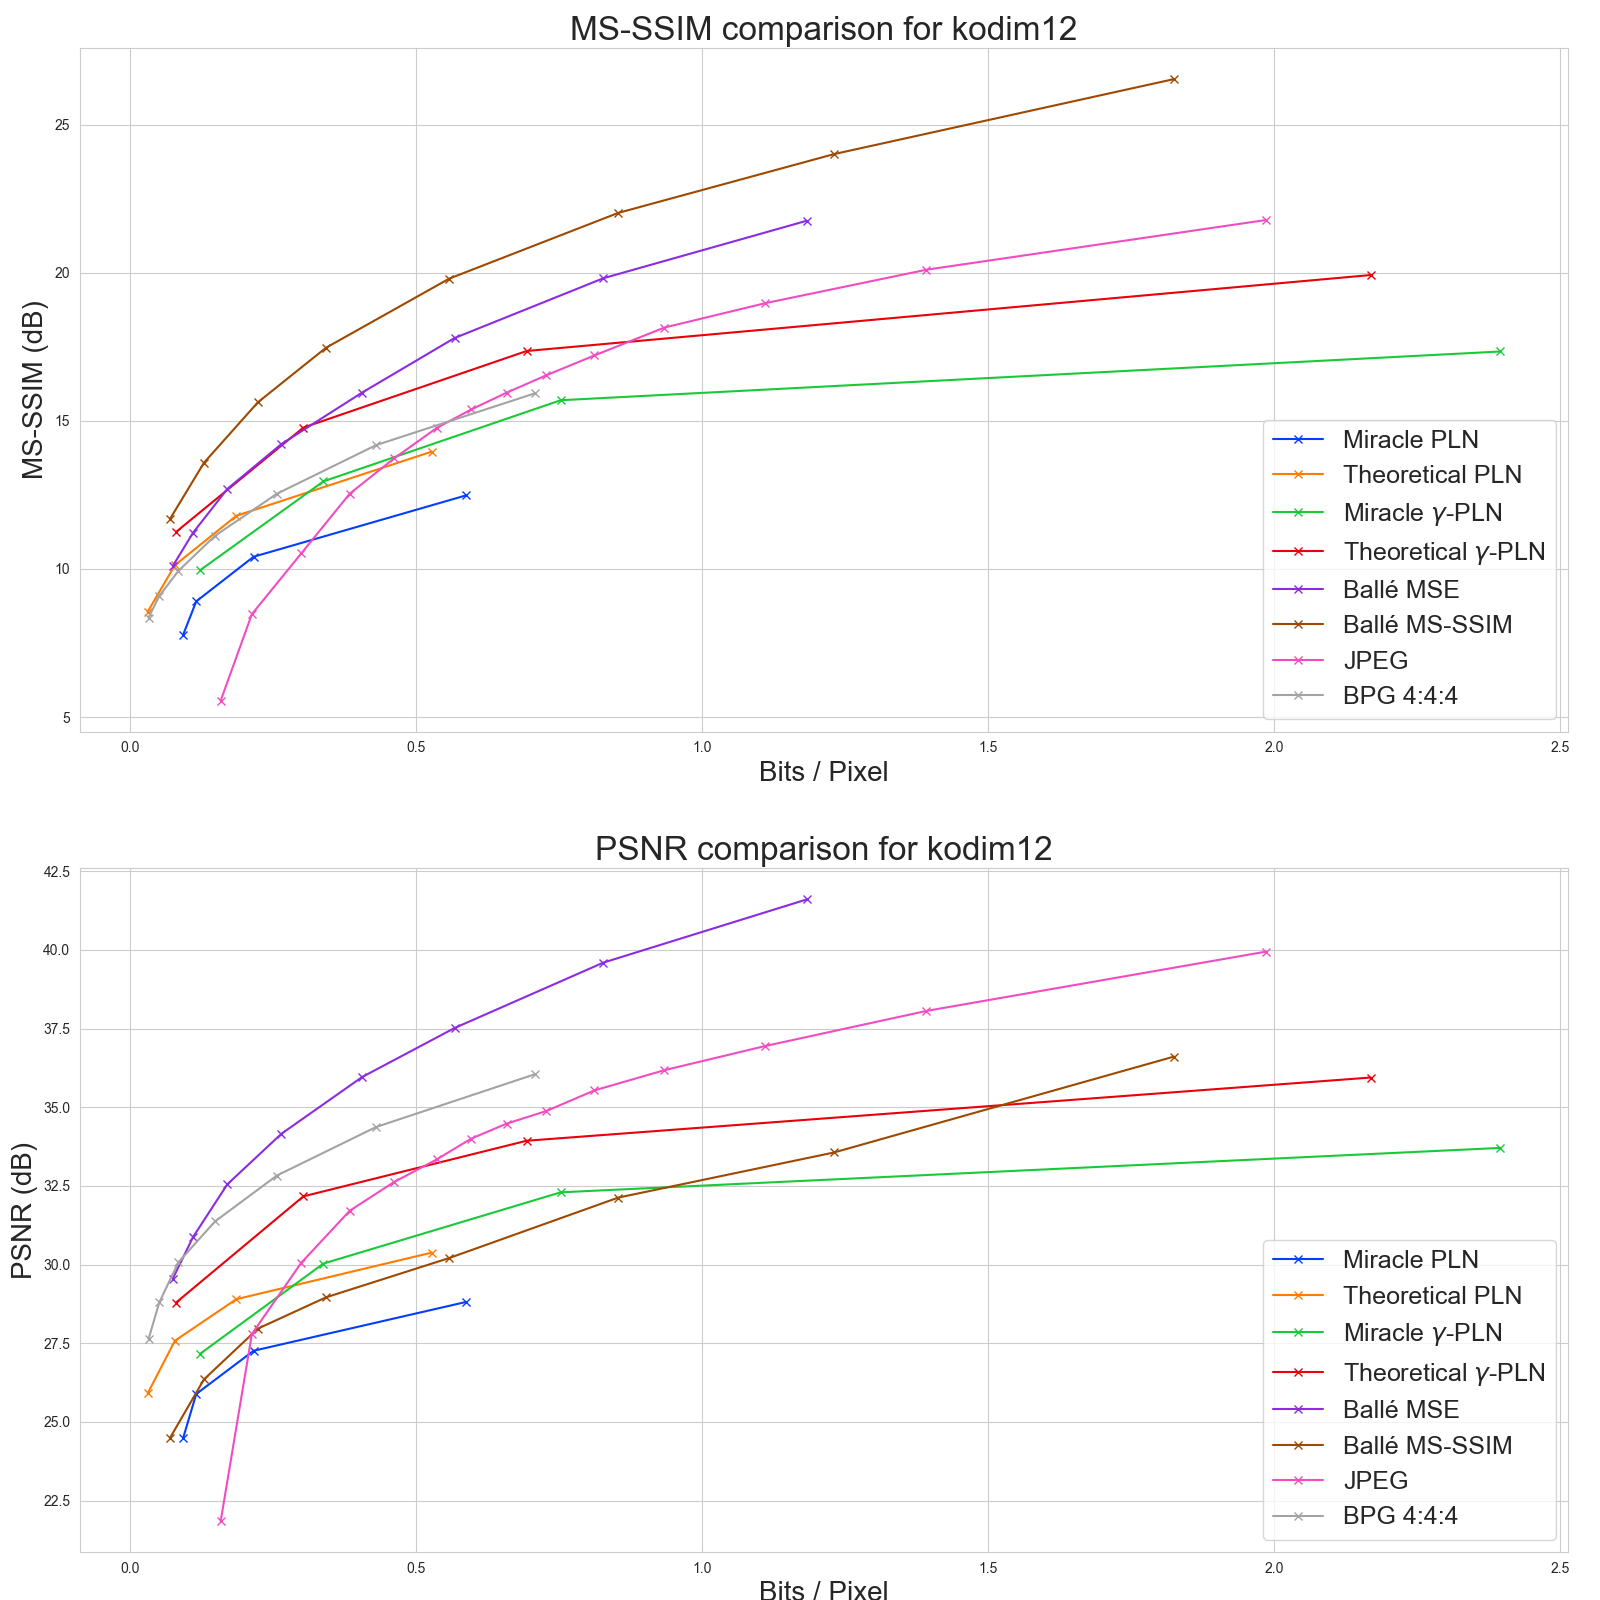 MS-SSIM comparison for kodim12
MS-SSIM (dB)
25
20
15
10
5
0.0 0.5 1.0 1.5 2.0 2.5
Bits / Pixel
Miracle PLN
Theoretical PLN
Miracle γ-PLN
Theoretical γ-PLN
Ballé MSE
Ballé MS-SSIM
JPEG
BPG 4:4:4
PSNR comparison for kodim12
PSNR (dB)
42.5
40.0
37.5
35.0
32.5
30.0
27.5
25.0
22.5
0.0 0.5 1.0 1.5 2.0 2.5
Bits / Pixel
Miracle PLN
Theoretical PLN
Miracle γ-PLN
Theoretical γ-PLN
Ballé MSE
Ballé MS-SSIM
JPEG
BPG 4:4:4